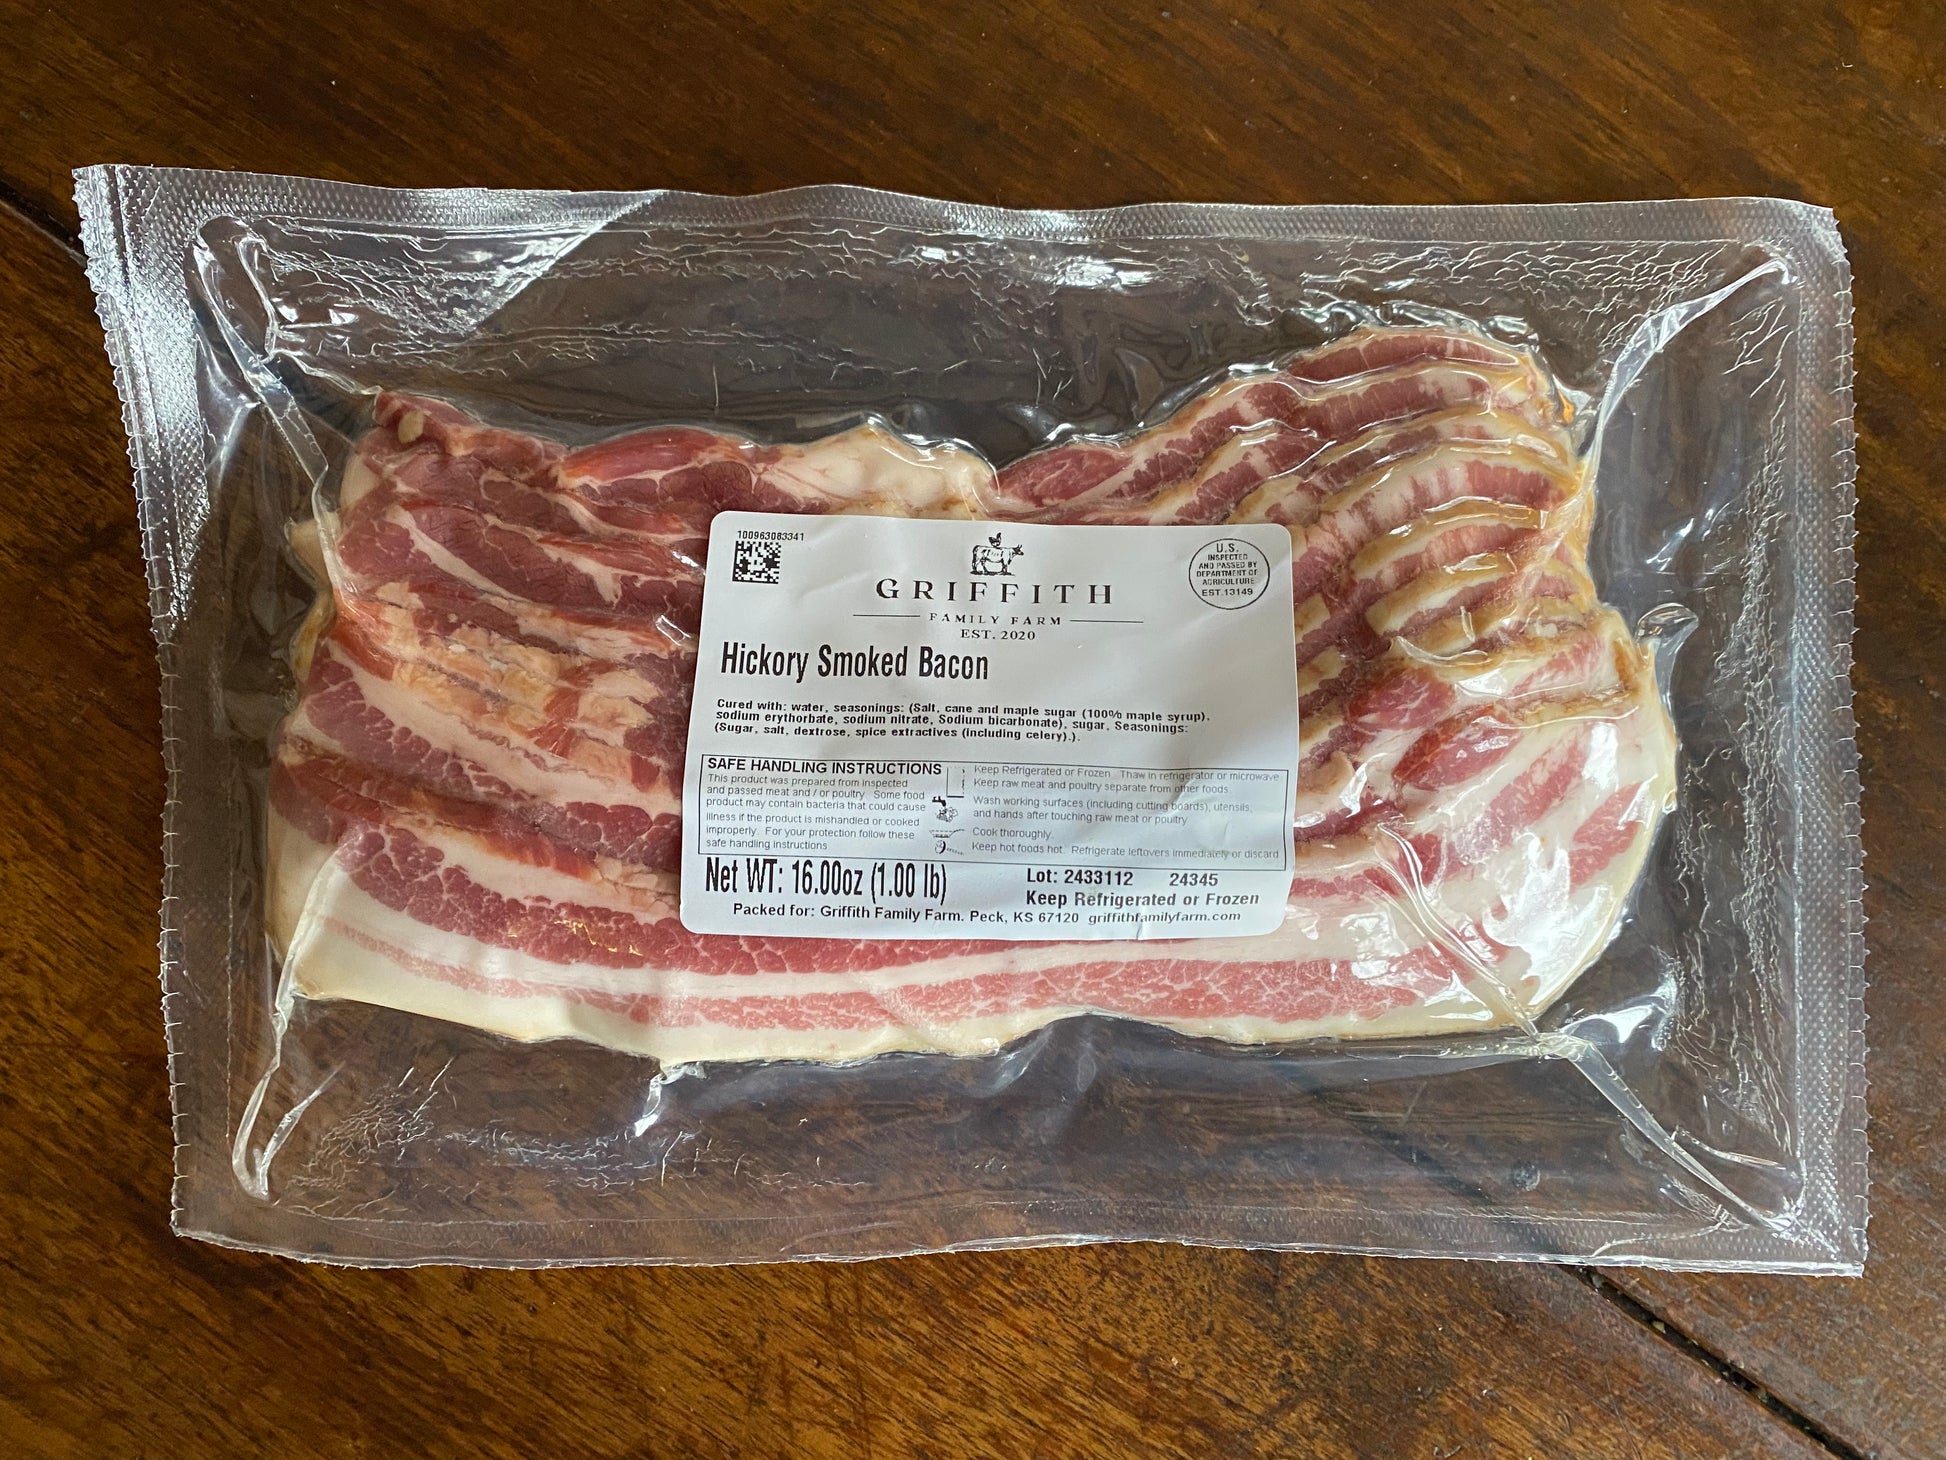 100963083341
GRIFFITH
FAMILY FARM
EST. 2020
U.S.
INSPECTED
AND PASSED BY
DEPARTMENT OF
AGRICULTURE
EST.13149
Hickory Smoked Bacon
Cured with: water, seasonings: (Salt, cane and maple sugar (100% maple syrup),
sodium erythorbate, sodium nitrate, Sodium bicarbonate), sugar, Seasonings:
(Sugar, salt, dextrose, spice extractives (including celery).).
SAFE HANDLING INSTRUCTIONS
This product was prepared from inspected
and passed meat and / or poultry. Some food
product may contain bacteria that could cause
illness if the product is mishandled or cooked
improperly. For your protection follow these
safe handling instructions
Keep Refrigerated or Frozen. Thaw in refrigerator or microwave
Keep raw meat and poultry separate from other foods.
Wash working surfaces (including cutting boards), utensils,
and hands after touching raw meat or poultry
Cook thoroughly.
Keep hot foods hot. Refrigerate leftovers immediately or discard
Net WT: 16.00oz (1.00 lb)
Lot: 2433112 24345
Keep Refrigerated or Frozen
Packed for: Griffith Family Farm. Peck, KS 67120 griffithfamilyfarm.com